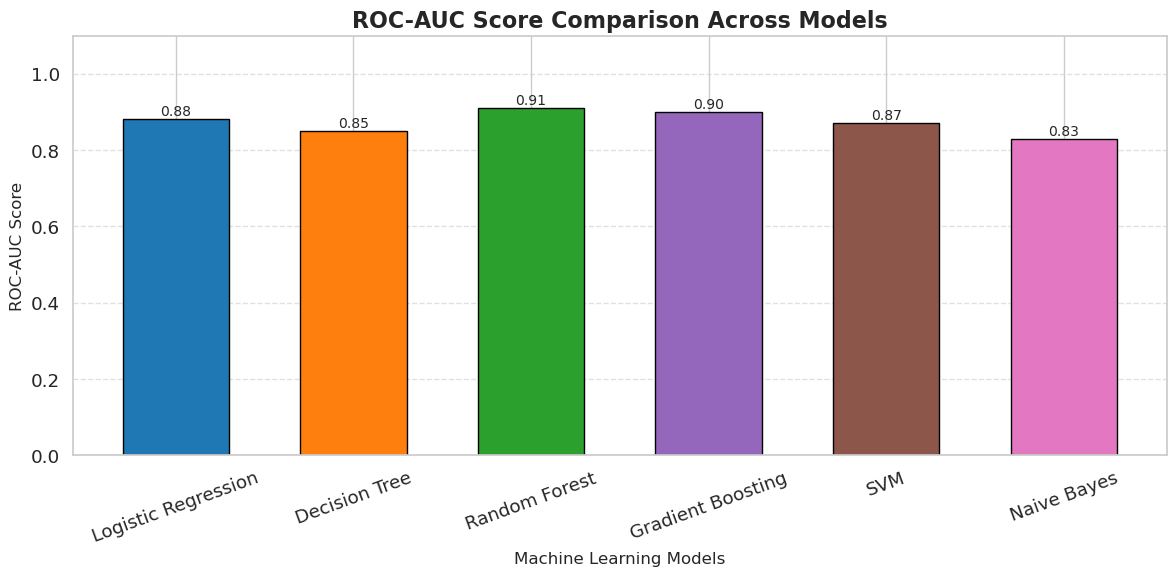 ROC-AUC Score Comparison Across Models
ROC-AUC Score
1.0
0.8
0.6
0.4
0.2
0.0
0.88
0.85
0.91
0.90
0.87
0.83
Logistic Regression
Decision Tree
Random Forest
Gradient Boosting
SVM
Naive Bayes
Machine Learning Models